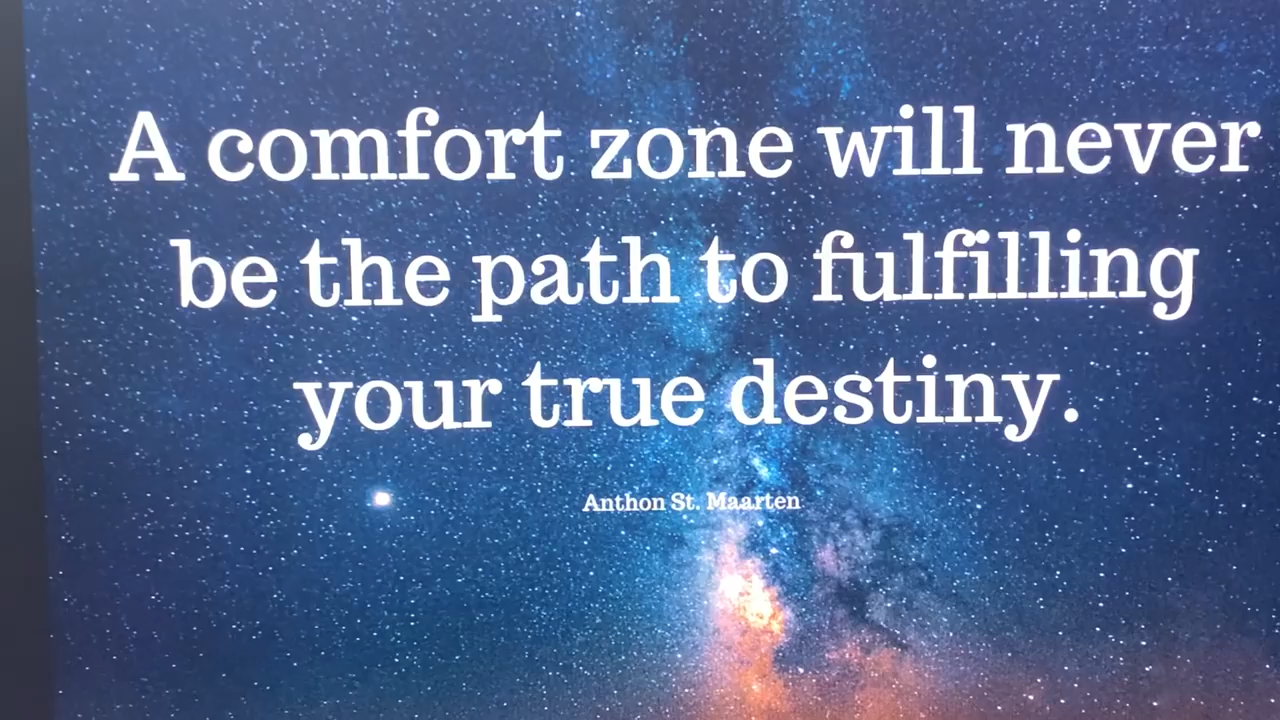 A comfort zone will never
be the path to fulfilling
your true destiny.
Anthon St. Maarten